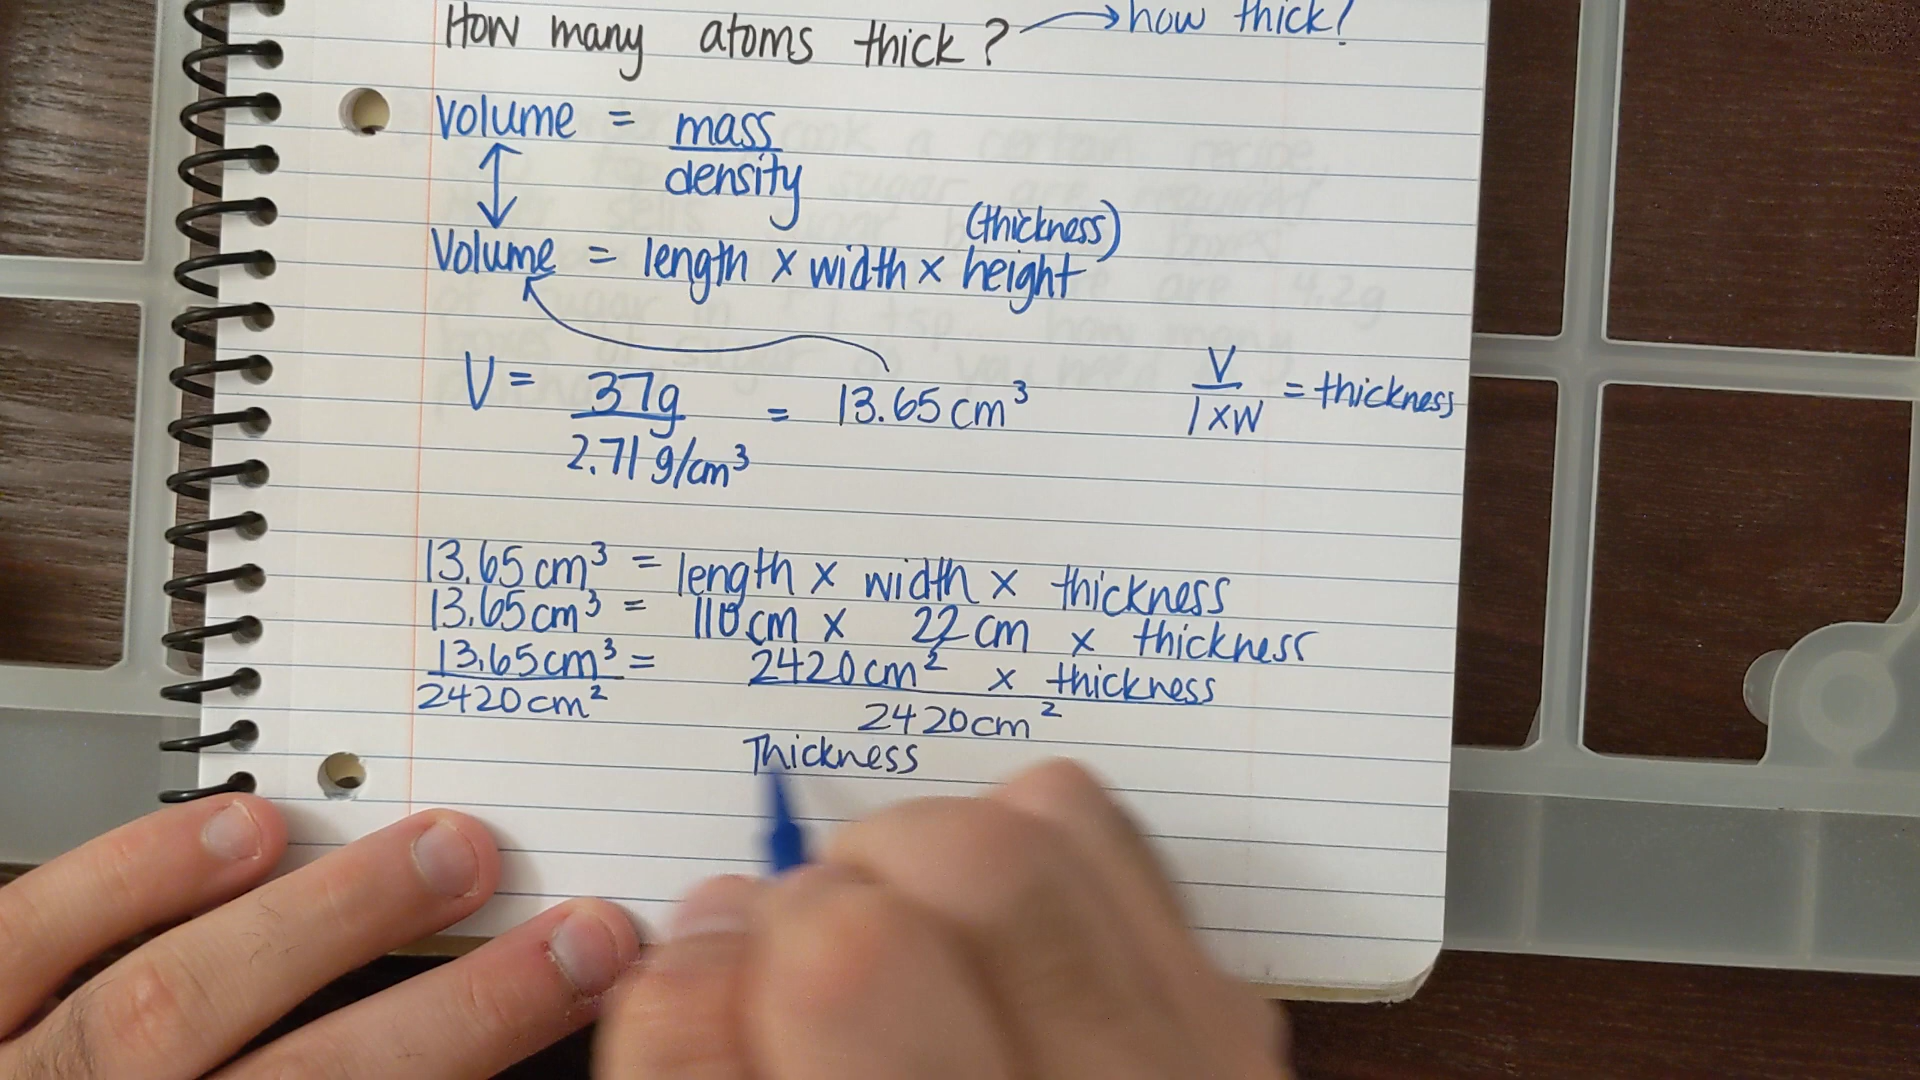 How many atoms thick? → how thick?
Volume = mass
density
(thickness)
Volume = length x width x height
V = 37g = 13.65 cm³
2.71 g/cm³
V = thickness
l x w
13.65 cm³ = length x width x thickness
13.65 cm³ = 110 cm x 22 cm x thickness
13.65 cm³ = 2420 cm² x thickness
2420 cm² 2420 cm²
Thickness